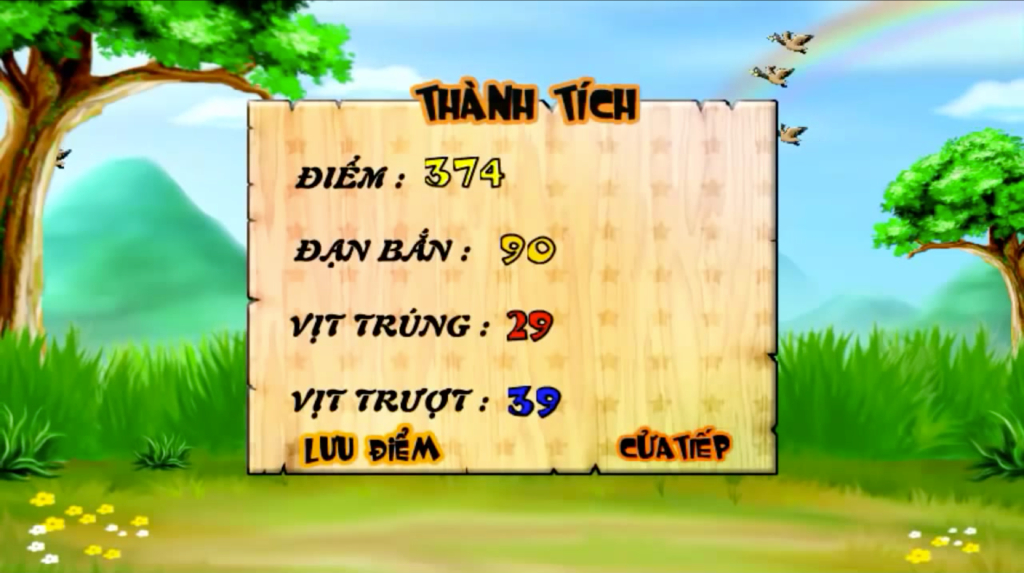 THÀNH TÍCH
ĐIỂM : 374
ĐẠN BẮN : 90
VỊT TRÚNG : 29
VỊT TRƯỢT : 39
LƯU ĐIỂM CỬA TIẾP